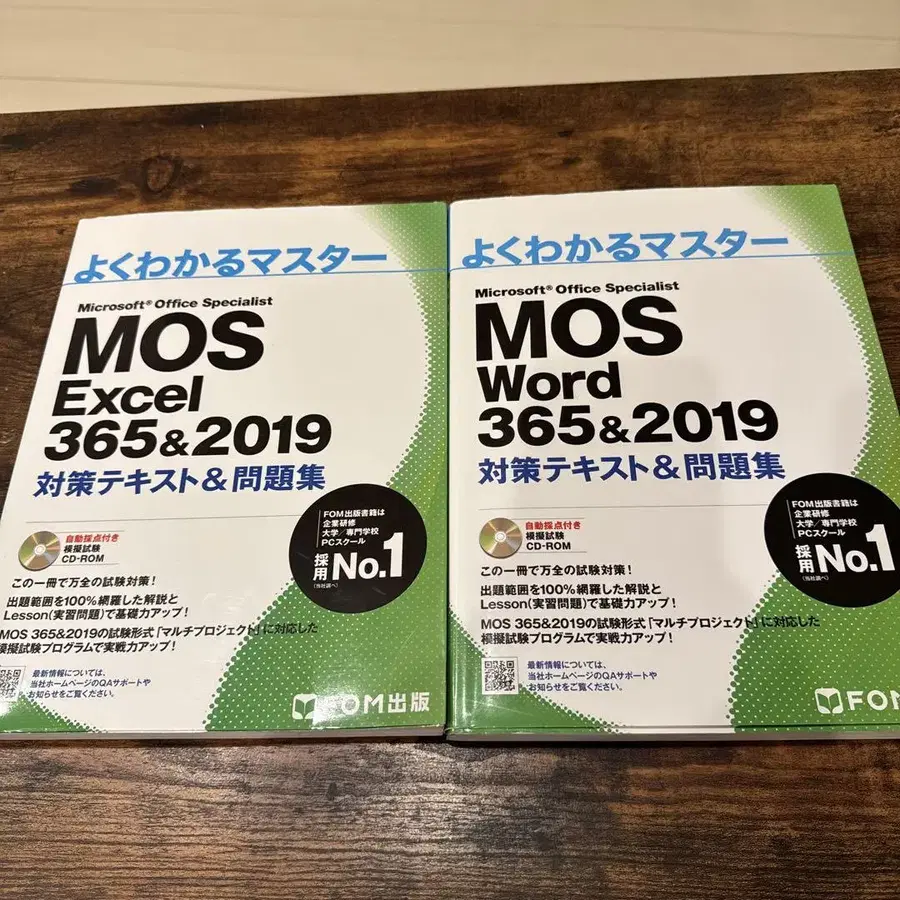 よくわかるマスター
Microsoft® Office Specialist
MOS
Excel
365&2019
対策テキスト&問題集
FOM出版書籍は
企業研修
大学/専門学校
PCスクール
採用 No.1
(当社調べ)
自動採点付き
模擬試験
CD-ROM
この一冊で万全の試験対策!
出題範囲を100%網羅した解説と
Lesson(実習問題)で基礎力アップ!
MOS 365&2019の試験形式「マルチプロジェクト」に対応した
模擬試験プログラムで実戦力アップ!
最新情報については、
当社ホームページのQAサポートや
お知らせをご覧ください。
FOM出版
よくわかるマスター
Microsoft® Office Specialist
MOS
Word
365&2019
対策テキスト&問題集
FOM出版書籍は
企業研修
大学/専門学校
PCスクール
採用 No.1
(当社調べ)
自動採点付き
模擬試験
CD-ROM
この一冊で万全の試験対策!
出題範囲を100%網羅した解説と
Lesson(実習問題)で基礎力アップ!
MOS 365&2019の試験形式「マルチプロジェクト」に対応した
模擬試験プログラムで実戦力アップ!
最新情報については、
当社ホームページのQAサポートや
お知らせをご覧ください。
FOM